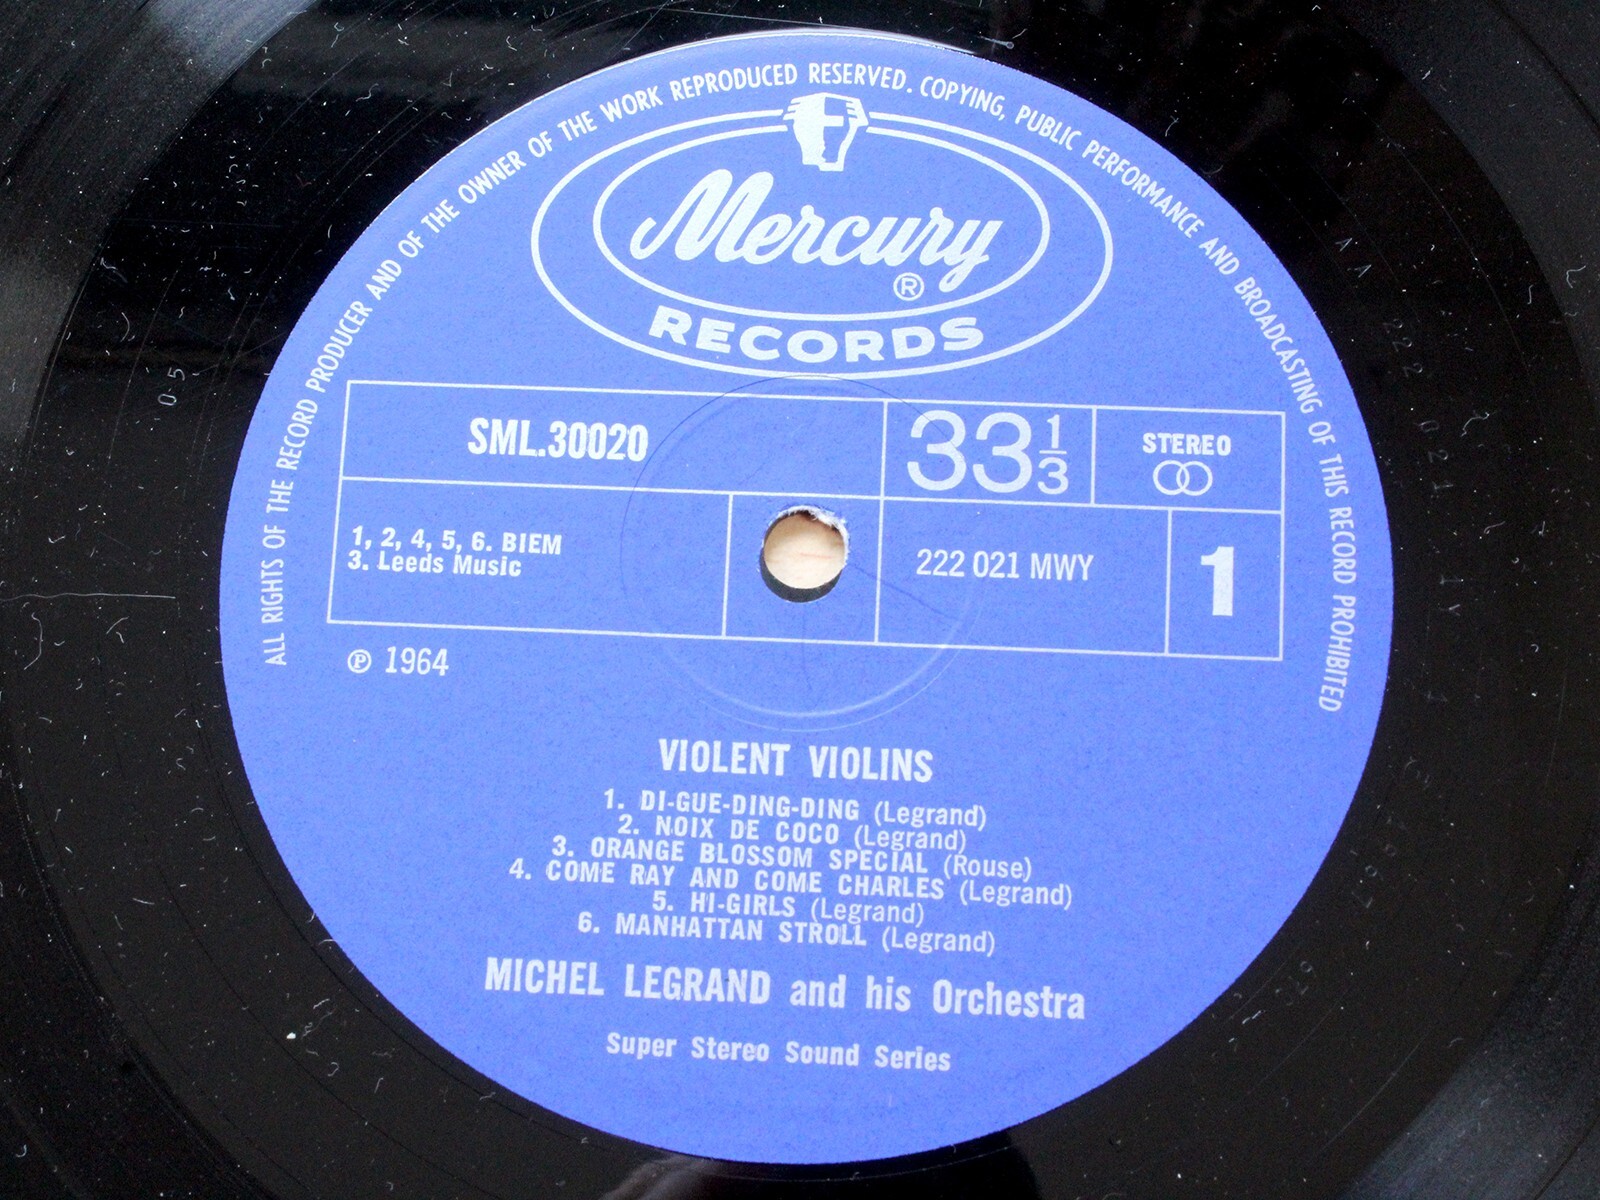 ALL RIGHTS OF THE RECORD PRODUCER AND OF THE OWNER OF THE WORK REPRODUCED RESERVED. COPYING, PUBLIC PERFORMANCE AND BROADCASTING OF THIS RECORD PROHIBITED
Mercury
®
RECORDS
SML.30020
33 1/3
STEREO
1, 2, 4, 5, 6. BIEM
3. Leeds Music
222 021 MWY
1
℗ 1964
VIOLENT VIOLINS
1. DI-GUE-DING-DING (Legrand)
2. NOIX DE COCO (Legrand)
3. ORANGE BLOSSOM SPECIAL (Rouse)
4. COME RAY AND COME CHARLES (Legrand)
5. HI-GIRLS (Legrand)
6. MANHATTAN STROLL (Legrand)
MICHEL LEGRAND and his Orchestra
Super Stereo Sound Series